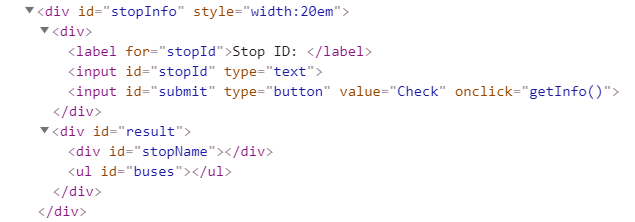 <div id="stopInfo" style="width:20em">
<div>
<label for="stopId">Stop ID: </label>
<input id="stopId" type="text">
<input id="submit" type="button" value="Check" onclick="getInfo()">
</div>
<div id="result">
<div id="stopName"></div>
<ul id="buses"></ul>
</div>
</div>